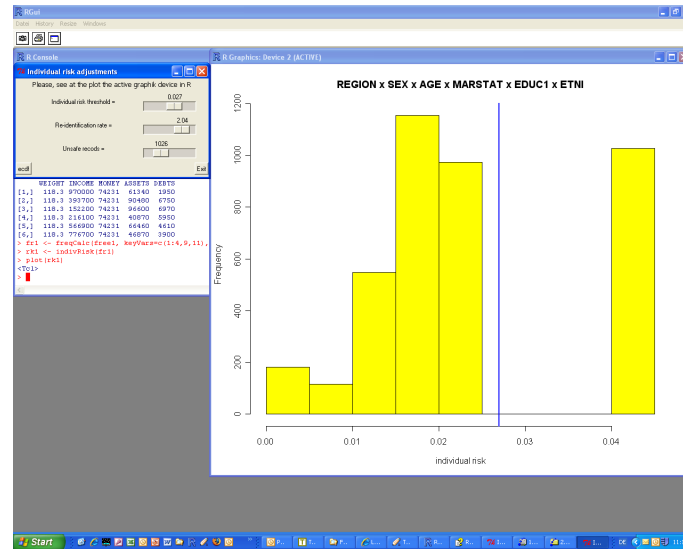 RGui
Datei History Resize Windows
R Console
Individual risk adjustments
Please, see at the plot the active graphik device in R
0.027
Individual risk threshold =
2.04
Re-identification rate =
1026
Unsafe recods =
ecdf
Exit
WEIGHT INCOME MONEY ASSETS DEBTS
[1,] 118.3 970000 74231 61340 1950
[2,] 118.3 393700 74231 90480 6750
[3,] 118.3 152200 74231 96600 6970
[4,] 118.3 216100 74231 40870 5950
[5,] 118.3 566900 74231 66460 4610
[6,] 118.3 776700 74231 46870 3900
> fr1 <- freqCalc(free1, keyVars=c(1:4,9,11),
> rk1 <- indivRisk(fr1)
> plot(rk1)
<Tcl>
>
R Graphics: Device 2 (ACTIVE)
REGION x SEX x AGE x MARSTAT x EDUC1 x ETNI
1200
1000
800
600
400
200
0
Frequency
0.00 0.01 0.02 0.03 0.04
individual risk
Start
P... T... P... L... T... R... R... I... 1... 2... I... DE